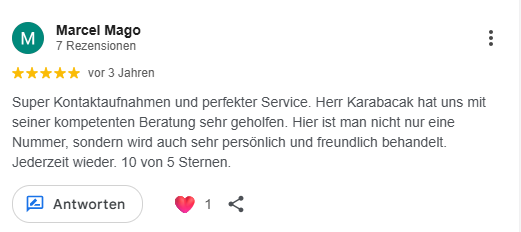 M
Marcel Mago
7 Rezensionen
vor 3 Jahren
Super Kontaktaufnahmen und perfekter Service. Herr Karabacak hat uns mit
seiner kompetenten Beratung sehr geholfen. Hier ist man nicht nur eine
Nummer, sondern wird auch sehr persönlich und freundlich behandelt.
Jederzeit wieder. 10 von 5 Sternen.
Antworten
1